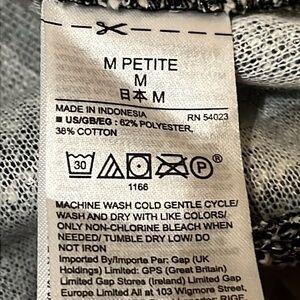 M PETITE
M
日本 M
MADE IN INDONESIA RN 54023
■ US/GB/EG : 62% POLYESTER,
38% COTTON
30 P
1166
MACHINE WASH COLD GENTLE CYCLE/
WASH AND DRY WITH LIKE COLORS/
ONLY NON-CHLORINE BLEACH WHEN
NEEDED/ TUMBLE DRY LOW/ DO
NOT IRON
Imported By/Importe Par: Gap (UK
Holdings) Limited: GPS (Great Britain)
Limited Gap Stores (Ireland) Limited
Limited All at 103 Wigmore Street,